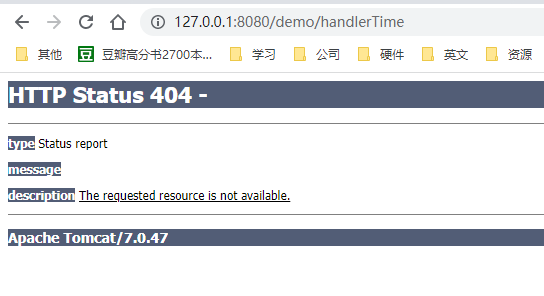 127.0.0.1:8080/demo/handlerTime
其他 豆 豆瓣高分书2700本... 学习 公司 硬件 英文 资源
HTTP Status 404 -
type Status report
message
description The requested resource is not available.
Apache Tomcat/7.0.47